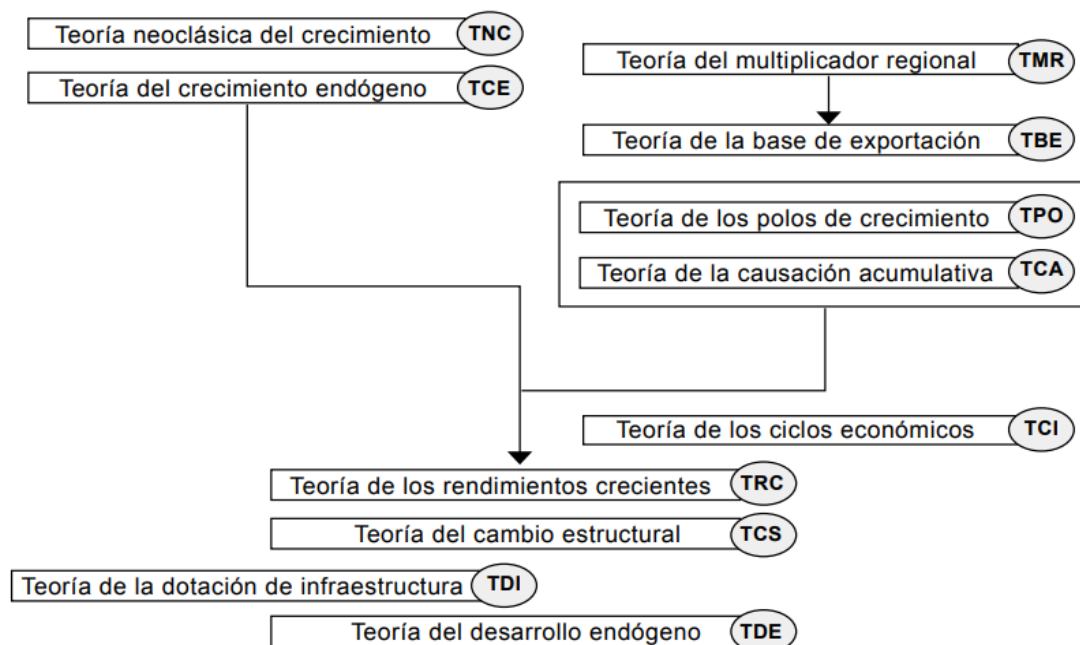 Teoría neoclásica del crecimiento TNC
Teoría del multiplicador regional TMR
Teoría del crecimiento endógeno TCE
Teoría de la base de exportación TBE
Teoría de los polos de crecimiento TPO
Teoría de la causación acumulativa TCA
Teoría de los ciclos económicos TCI
Teoría de los rendimientos crecientes TRC
Teoría del cambio estructural TCS
Teoría de la dotación de infraestructura TDI
Teoría del desarrollo endógeno TDE